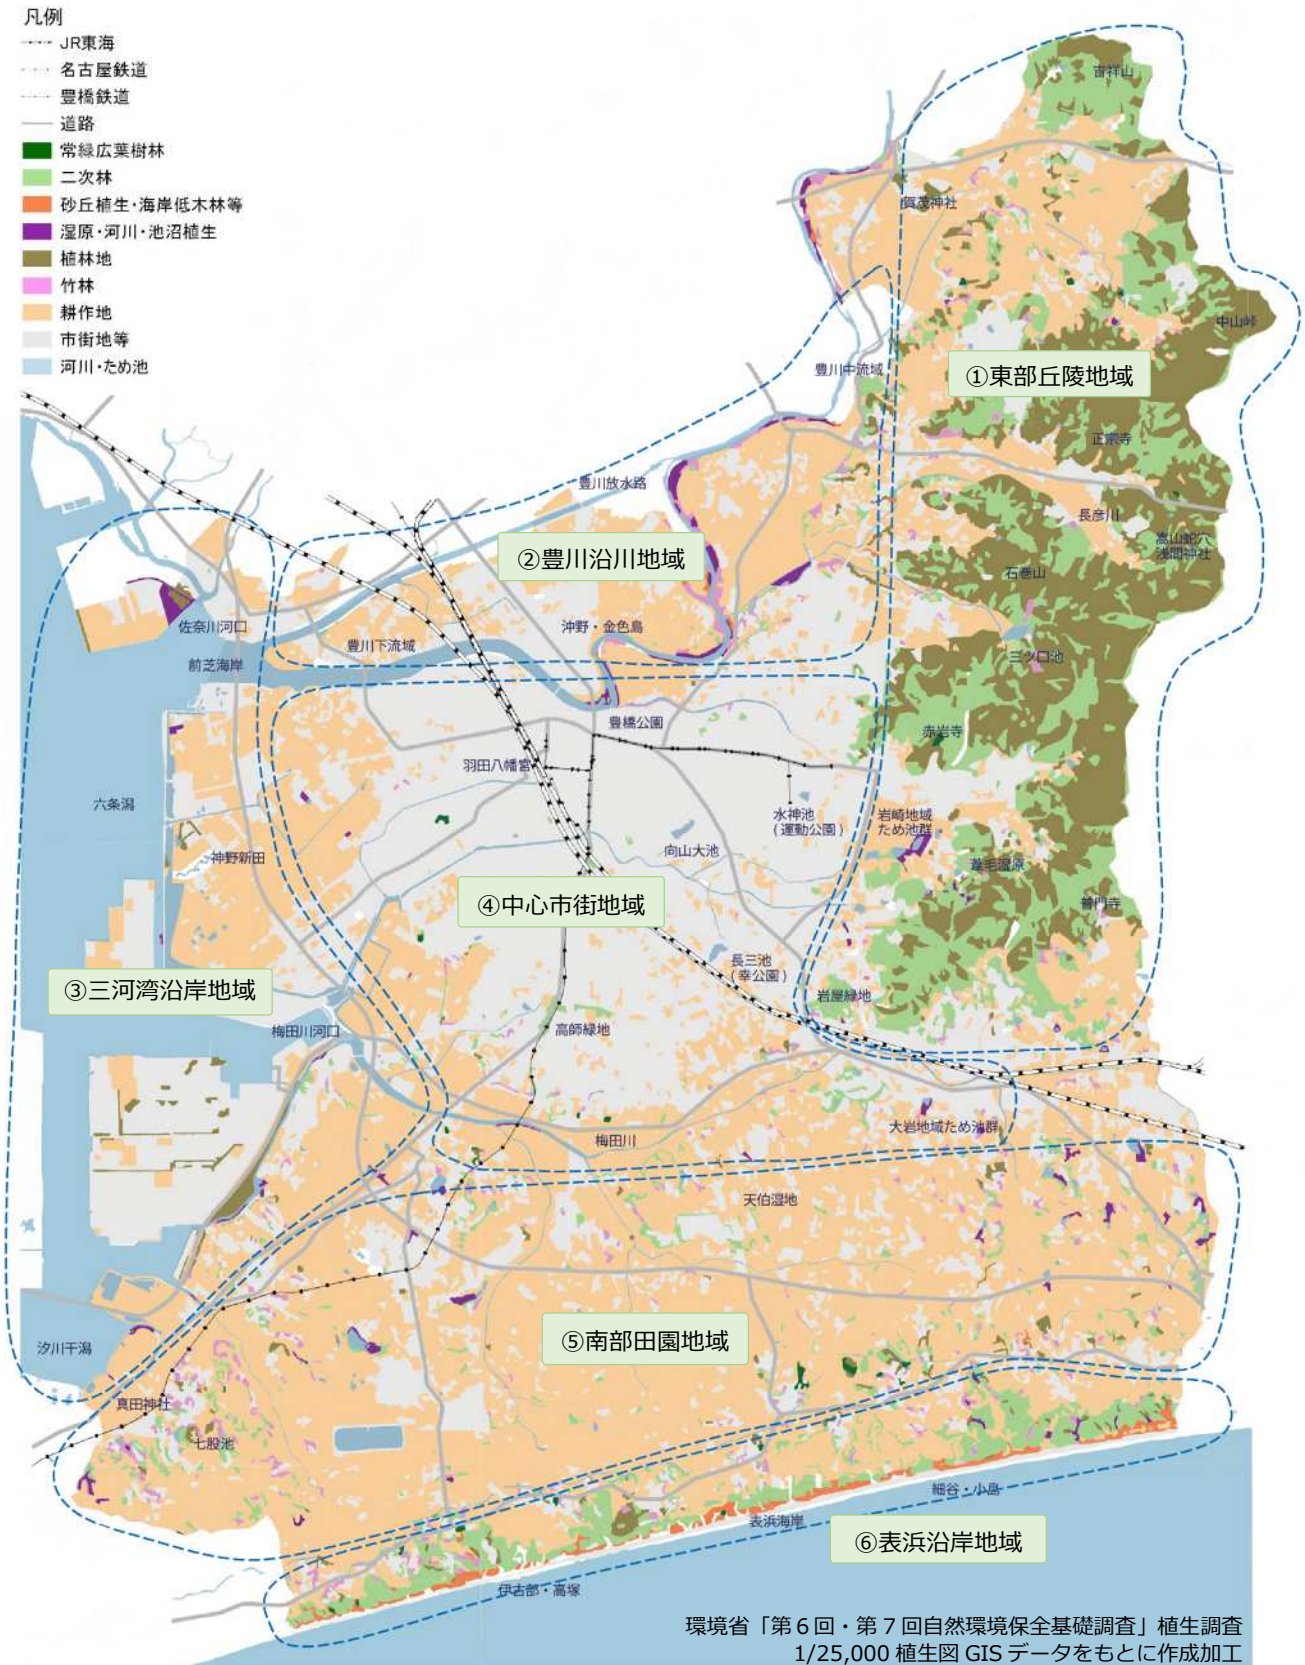 凡例
JR東海
名古屋鉄道
豊橋鉄道
道路
常緑広葉樹林
二次林
砂丘植生・海岸低木林等
湿原・河川・池沼植生
植林地
竹林
耕作地
市街地等
河川・ため池
吉祥山
賀茂神社
中山峠
豊川中流域
①東部丘陵地域
正宗寺
豊川放水路
長彦川
嵩山蛇穴
浅間神社
②豊川沿川地域
石巻山
佐奈川河口
豊川下流域
沖野・金色島
前芝海岸
三ツ口池
豊橋公園
赤岩寺
羽田八幡宮
六条潟
水神池
(運動公園)
岩崎地域
ため池群
神野新田
向山大池
葦毛湿原
④中心市街地域
普門寺
長三池
(幸公園)
③三河湾沿岸地域
岩屋緑地
梅田川河口
高師緑地
梅田川
大岩地域ため池群
天伯湿地
汐川干潟
⑤南部田園地域
真田神社
七股池
細谷・小島
表浜海岸
⑥表浜沿岸地域
伊古部・高塚
環境省「第6回・第7回自然環境保全基礎調査」植生調査
1/25,000 植生図 GIS データをもとに作成加工